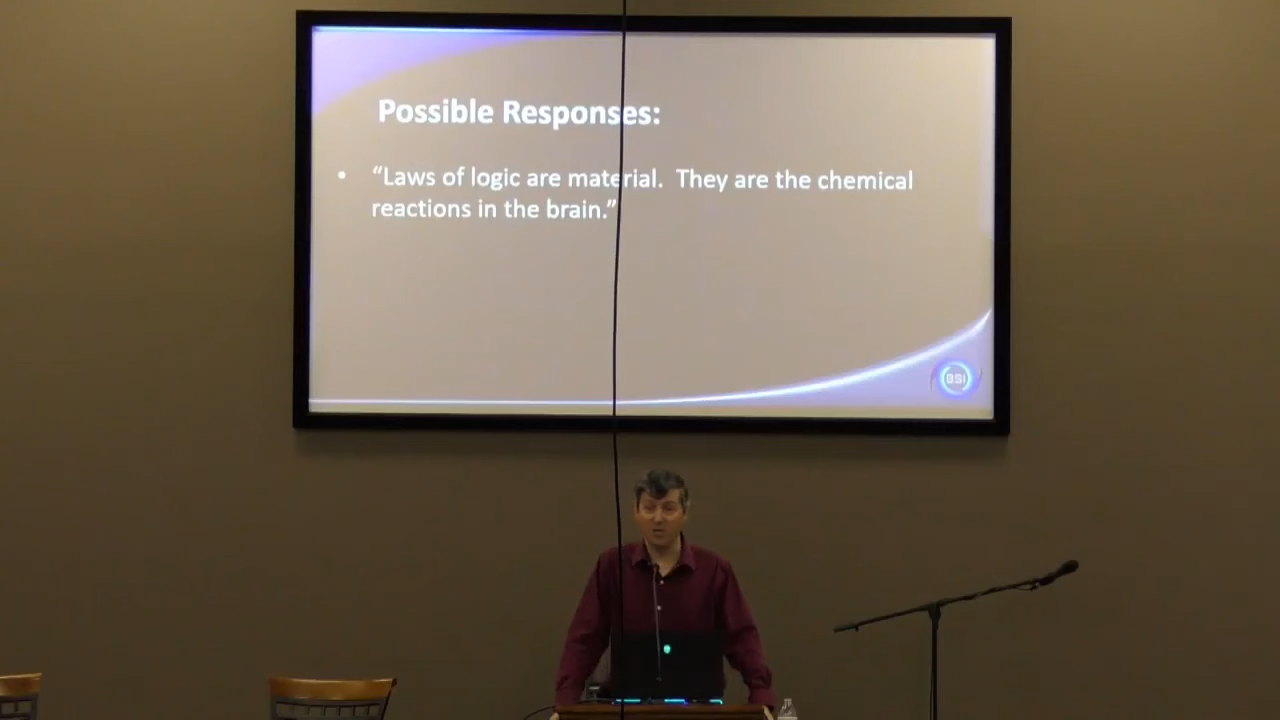 Possible Responses:
• “Laws of logic are material.  They are the chemical
reactions in the brain.”
BSI